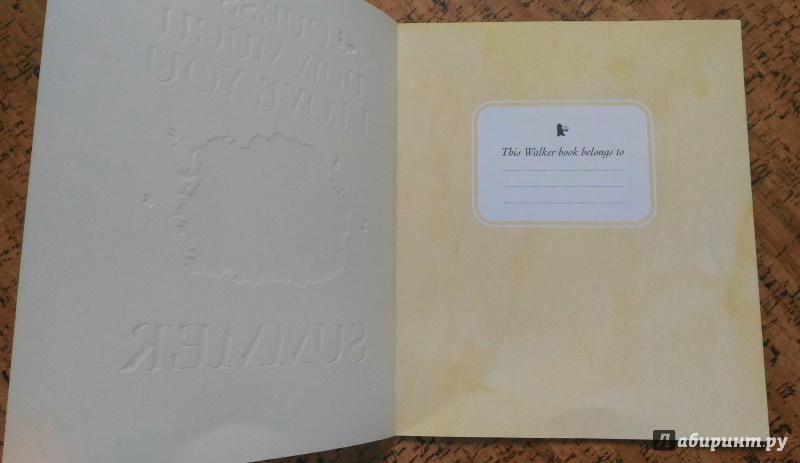 GUESS
HOW MUCH
I LOVE YOU
SUMMER
This Walker book belongs to
Лабиринт.ру